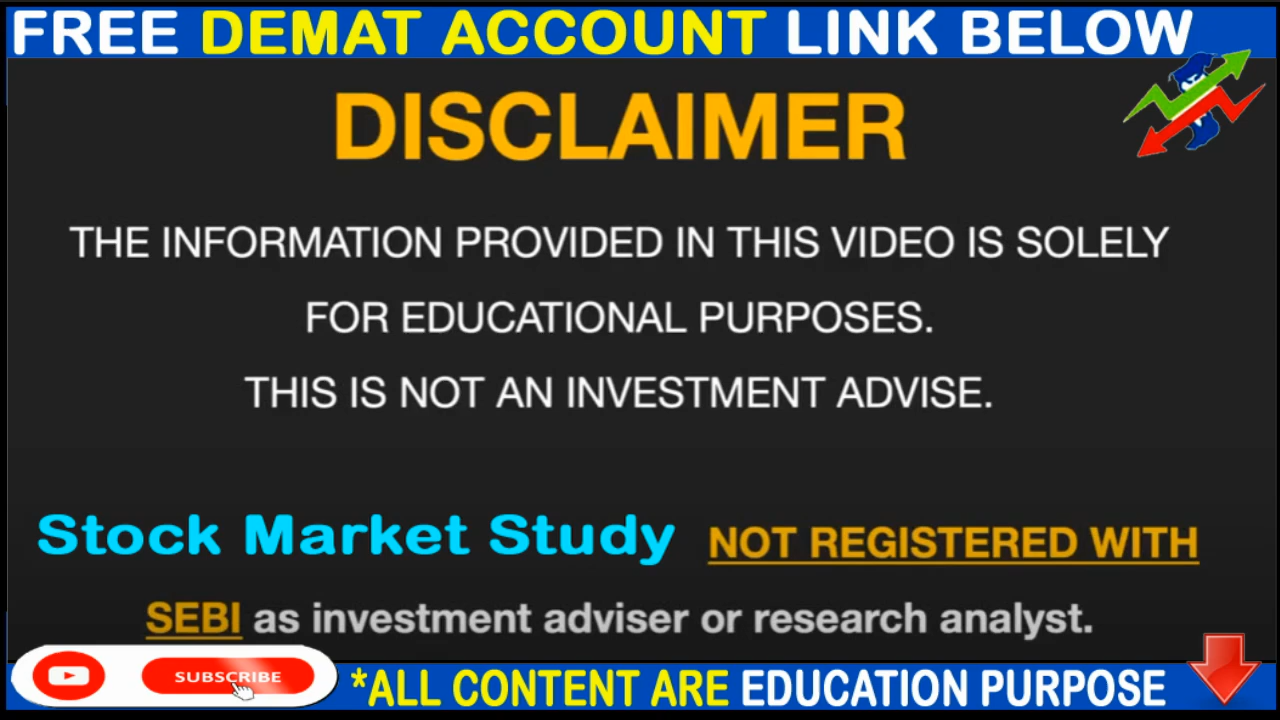 FREE DEMAT ACCOUNT LINK BELOW
DISCLAIMER
THE INFORMATION PROVIDED IN THIS VIDEO IS SOLELY
FOR EDUCATIONAL PURPOSES.
THIS IS NOT AN INVESTMENT ADVISE.
Stock Market Study NOT REGISTERED WITH
SEBI as investment adviser or research analyst.
SUBSCRIBE
*ALL CONTENT ARE EDUCATION PURPOSE